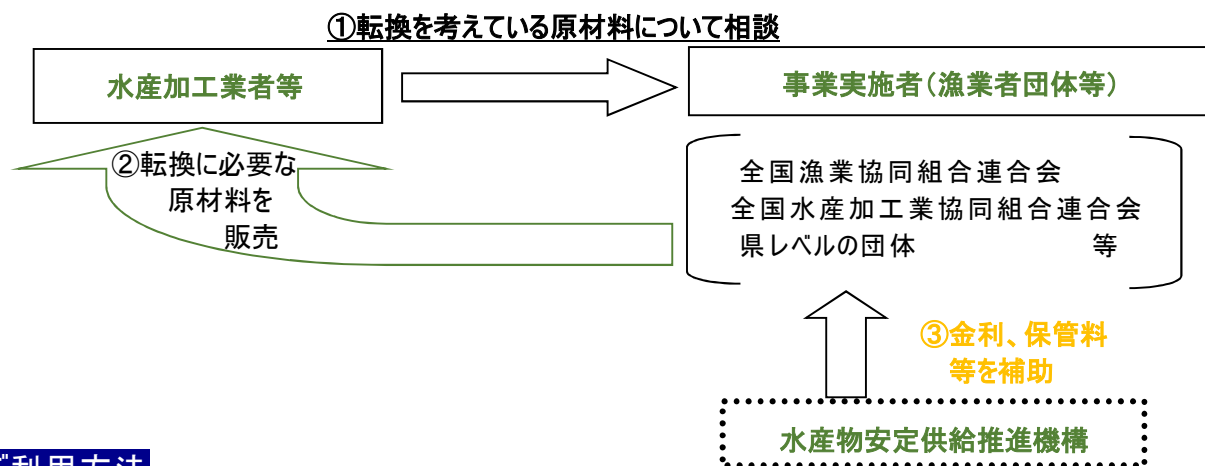 ①転換を考えている原材料について相談
水産加工業者等
事業実施者(漁業者団体等)
②転換に必要な
原材料を
販売
全国漁業協同組合連合会
全国水産加工業協同組合連合会
県レベルの団体　　　　　　　等
③金利、保管料
等を補助
水産物安定供給推進機構
利用方法